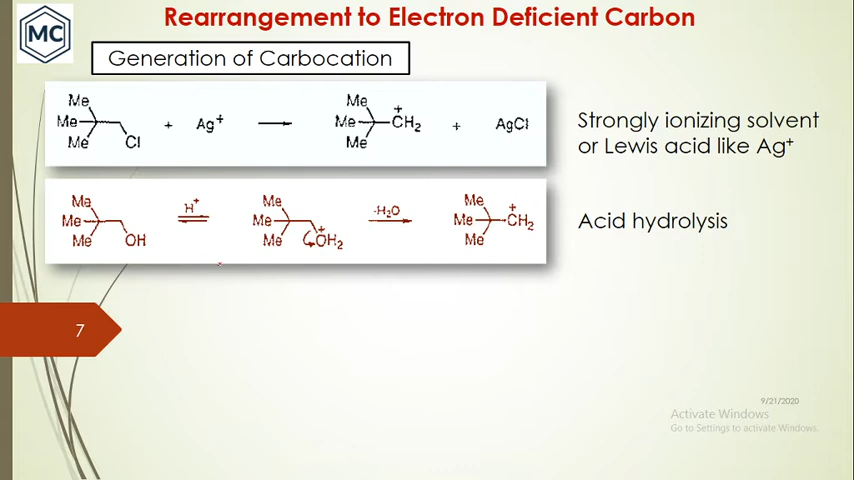 Rearrangement to Electron Deficient Carbon
MC
Generation of Carbocation
Me
Me
Me
Cl
+ Ag+
Me
Me +CH2
Me
+ AgCl
Strongly ionizing solvent
or Lewis acid like Ag+
Me
Me
Me
OH
H+
Me
Me
Me
+OH2
-H2O
Me
Me +CH2
Me
Acid hydrolysis
7
9/21/2020
Activate Windows
Go to Settings to activate Windows.